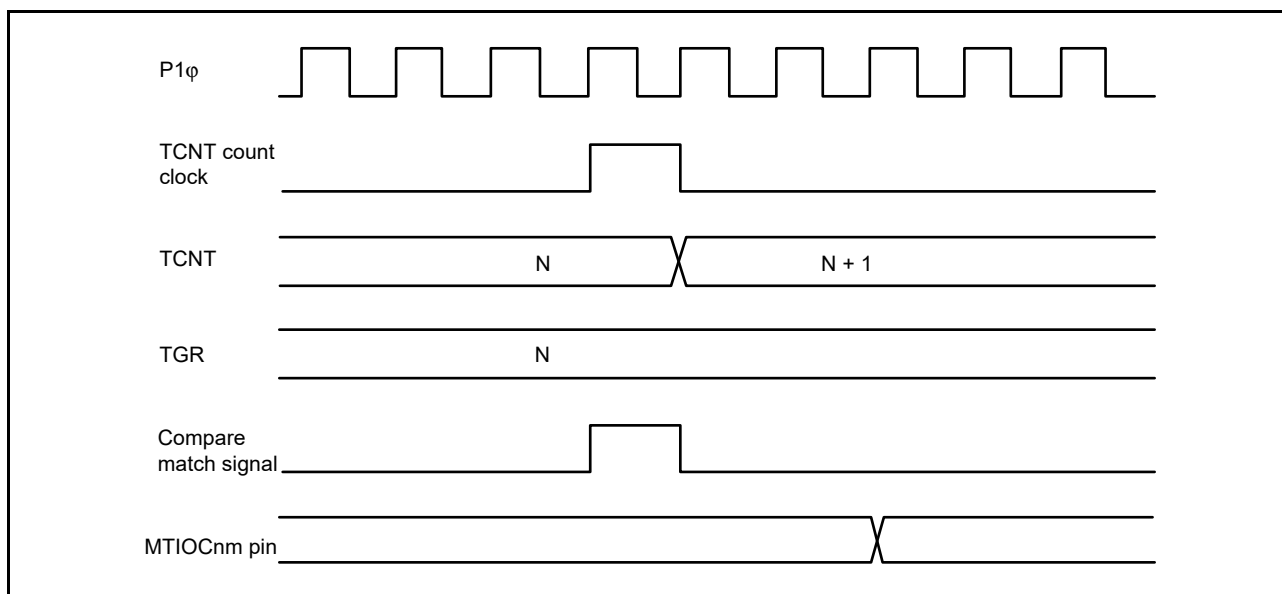 P1φ
TCNT count
clock
TCNT
N
N + 1
TGR
N
Compare
match signal
MTIOCnm pin